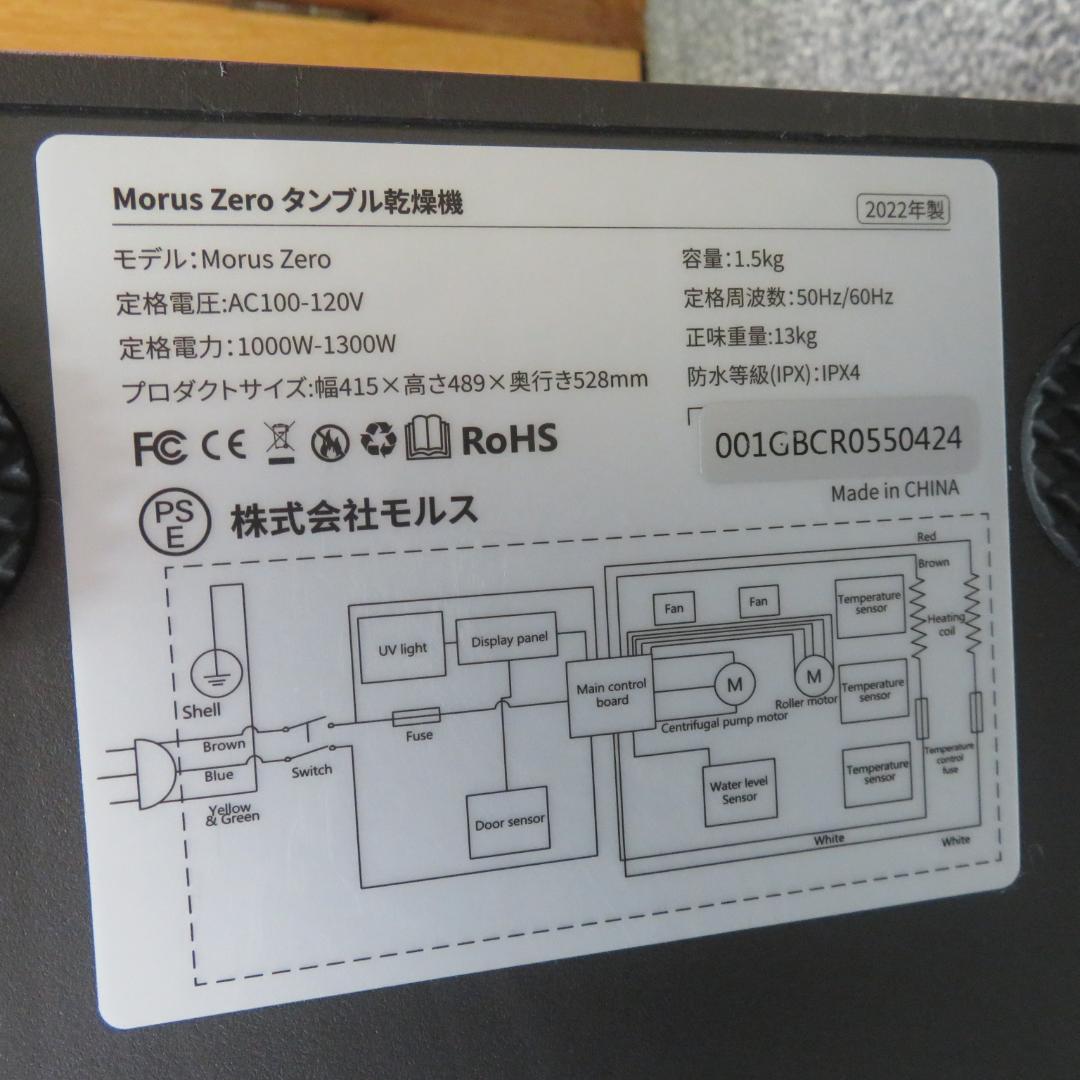 Morus Zero タンブル乾燥機
2022年製
モデル：Morus Zero
容量：1.5kg
定格電圧:AC100-120V
定格周波数：50Hz/60Hz
定格電力：1000W-1300W
正味重量:13kg
プロダクトサイズ:幅415×高さ489×奥行き528mm
防水等級(IPX)：IPX4
FC CE RoHS
001GBCR0550424
Made in CHINA
PS
E
株式会社モルス
Red
Brown
Fan
Fan
Temperature
sensor
Heating
coil
UV light
Display panel
Main control
board
M
M
Roller motor
Temperature
sensor
Centrifugal pump motor
Shell
Fuse
Brown
Blue
Switch
Yellow
& Green
Door sensor
Water level
Sensor
Temperature
sensor
Temperature
control
fuse
White
White